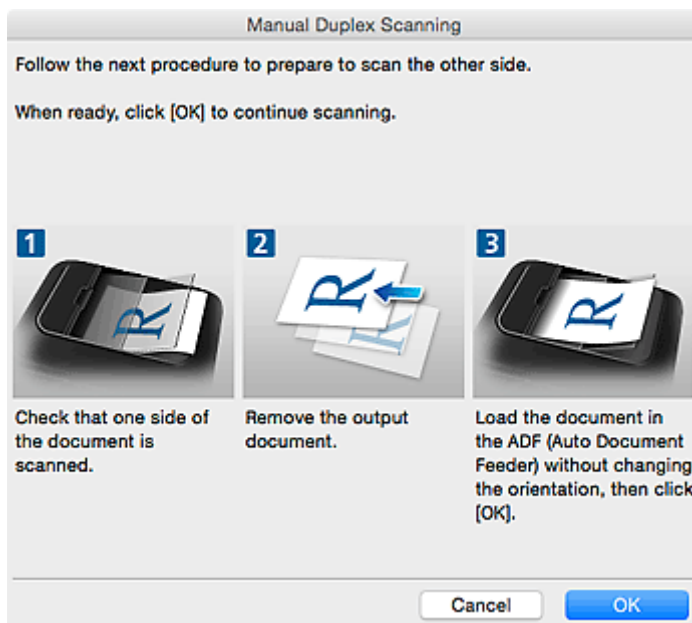 Manual Duplex Scanning
Follow the next procedure to prepare to scan the other side.
When ready, click [OK] to continue scanning.
1
R
2
R
R
3
R
Check that one side of
the document is
scanned.
Remove the output
document.
Load the document in
the ADF (Auto Document
Feeder) without changing
the orientation, then click
[OK].
Cancel
OK